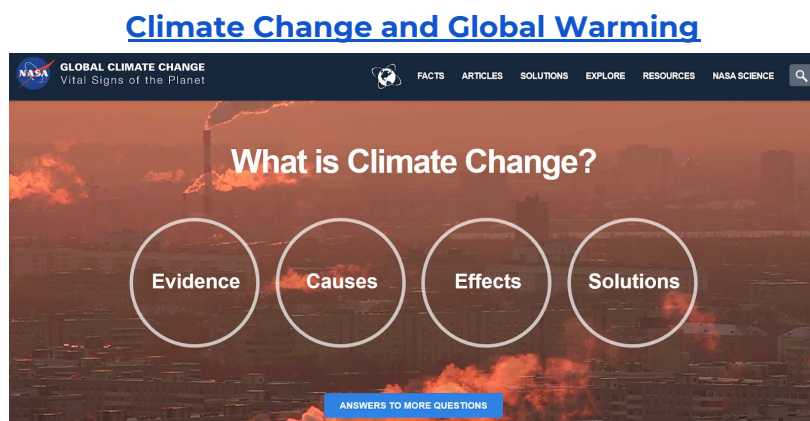 Climate Change and Global Warming
NASA
GLOBAL CLIMATE CHANGE
Vital Signs of the Planet
FACTS ARTICLES SOLUTIONS EXPLORE RESOURCES NASA SCIENCE
What is Climate Change?
Evidence Causes Effects Solutions
ANSWERS TO MORE QUESTIONS